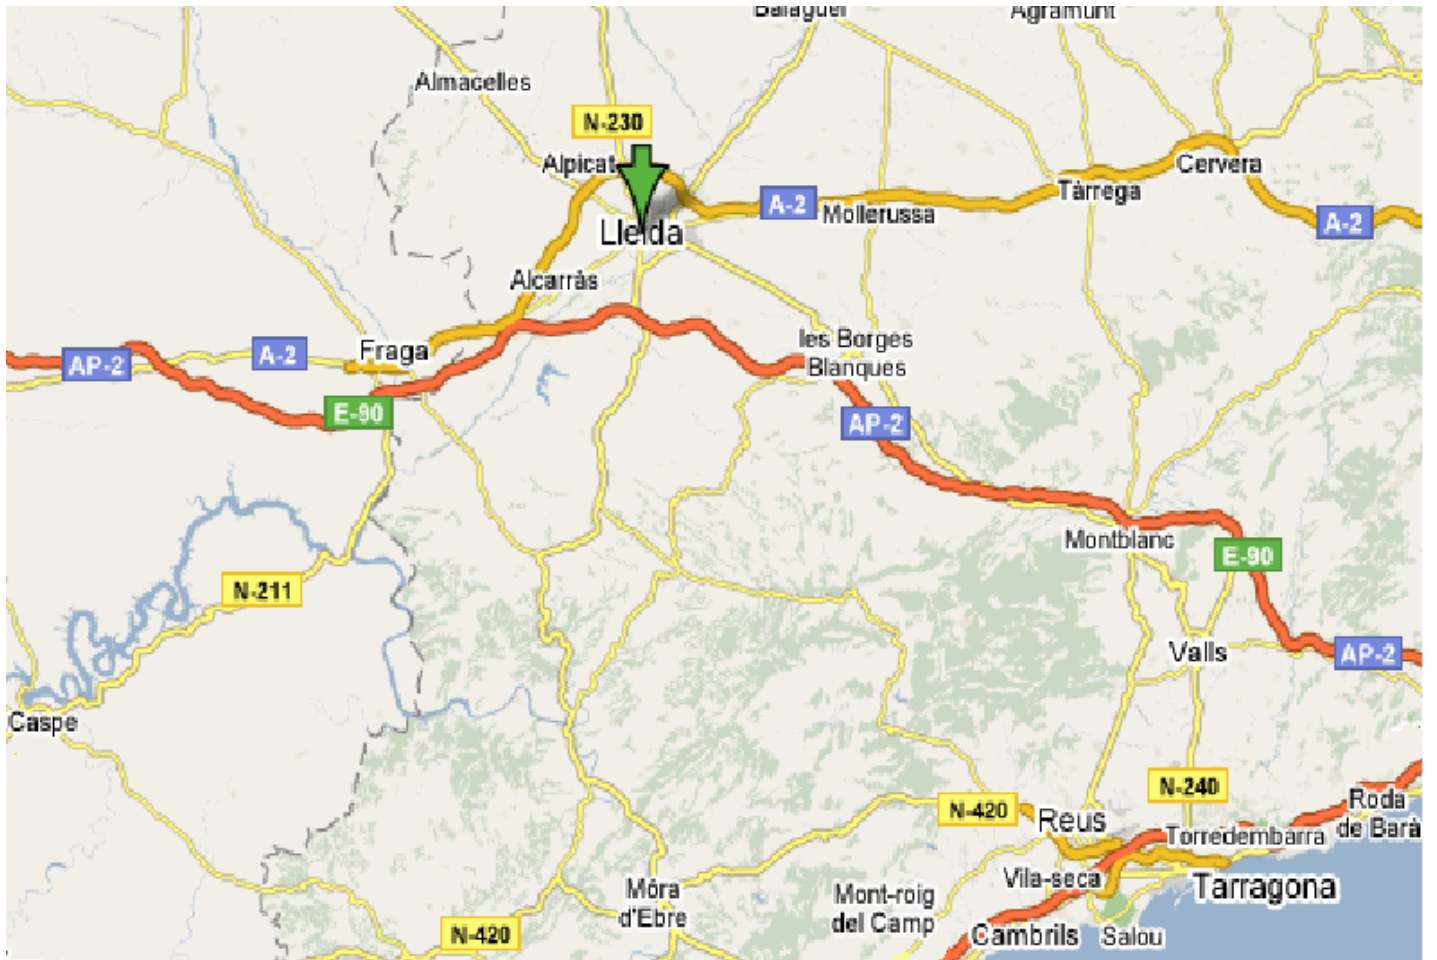 Balaguer
Agramunt
Almacelles
N-230
Alpicat
Cervera
Tàrrega
A-2
Mollerussa
A-2
Lleida
Alcarràs
les Borges
Blanques
A-2
Fraga
AP-2
E-90
AP-2
Montblanc
E-90
N-211
Valls
AP-2
Caspe
N-240
Roda
de Barà
N-420
Reus
Torredembarra
Vila-seca
Tarragona
Móra
d'Ebre
Mont-roig
del Camp
N-420
Cambrils
Salou